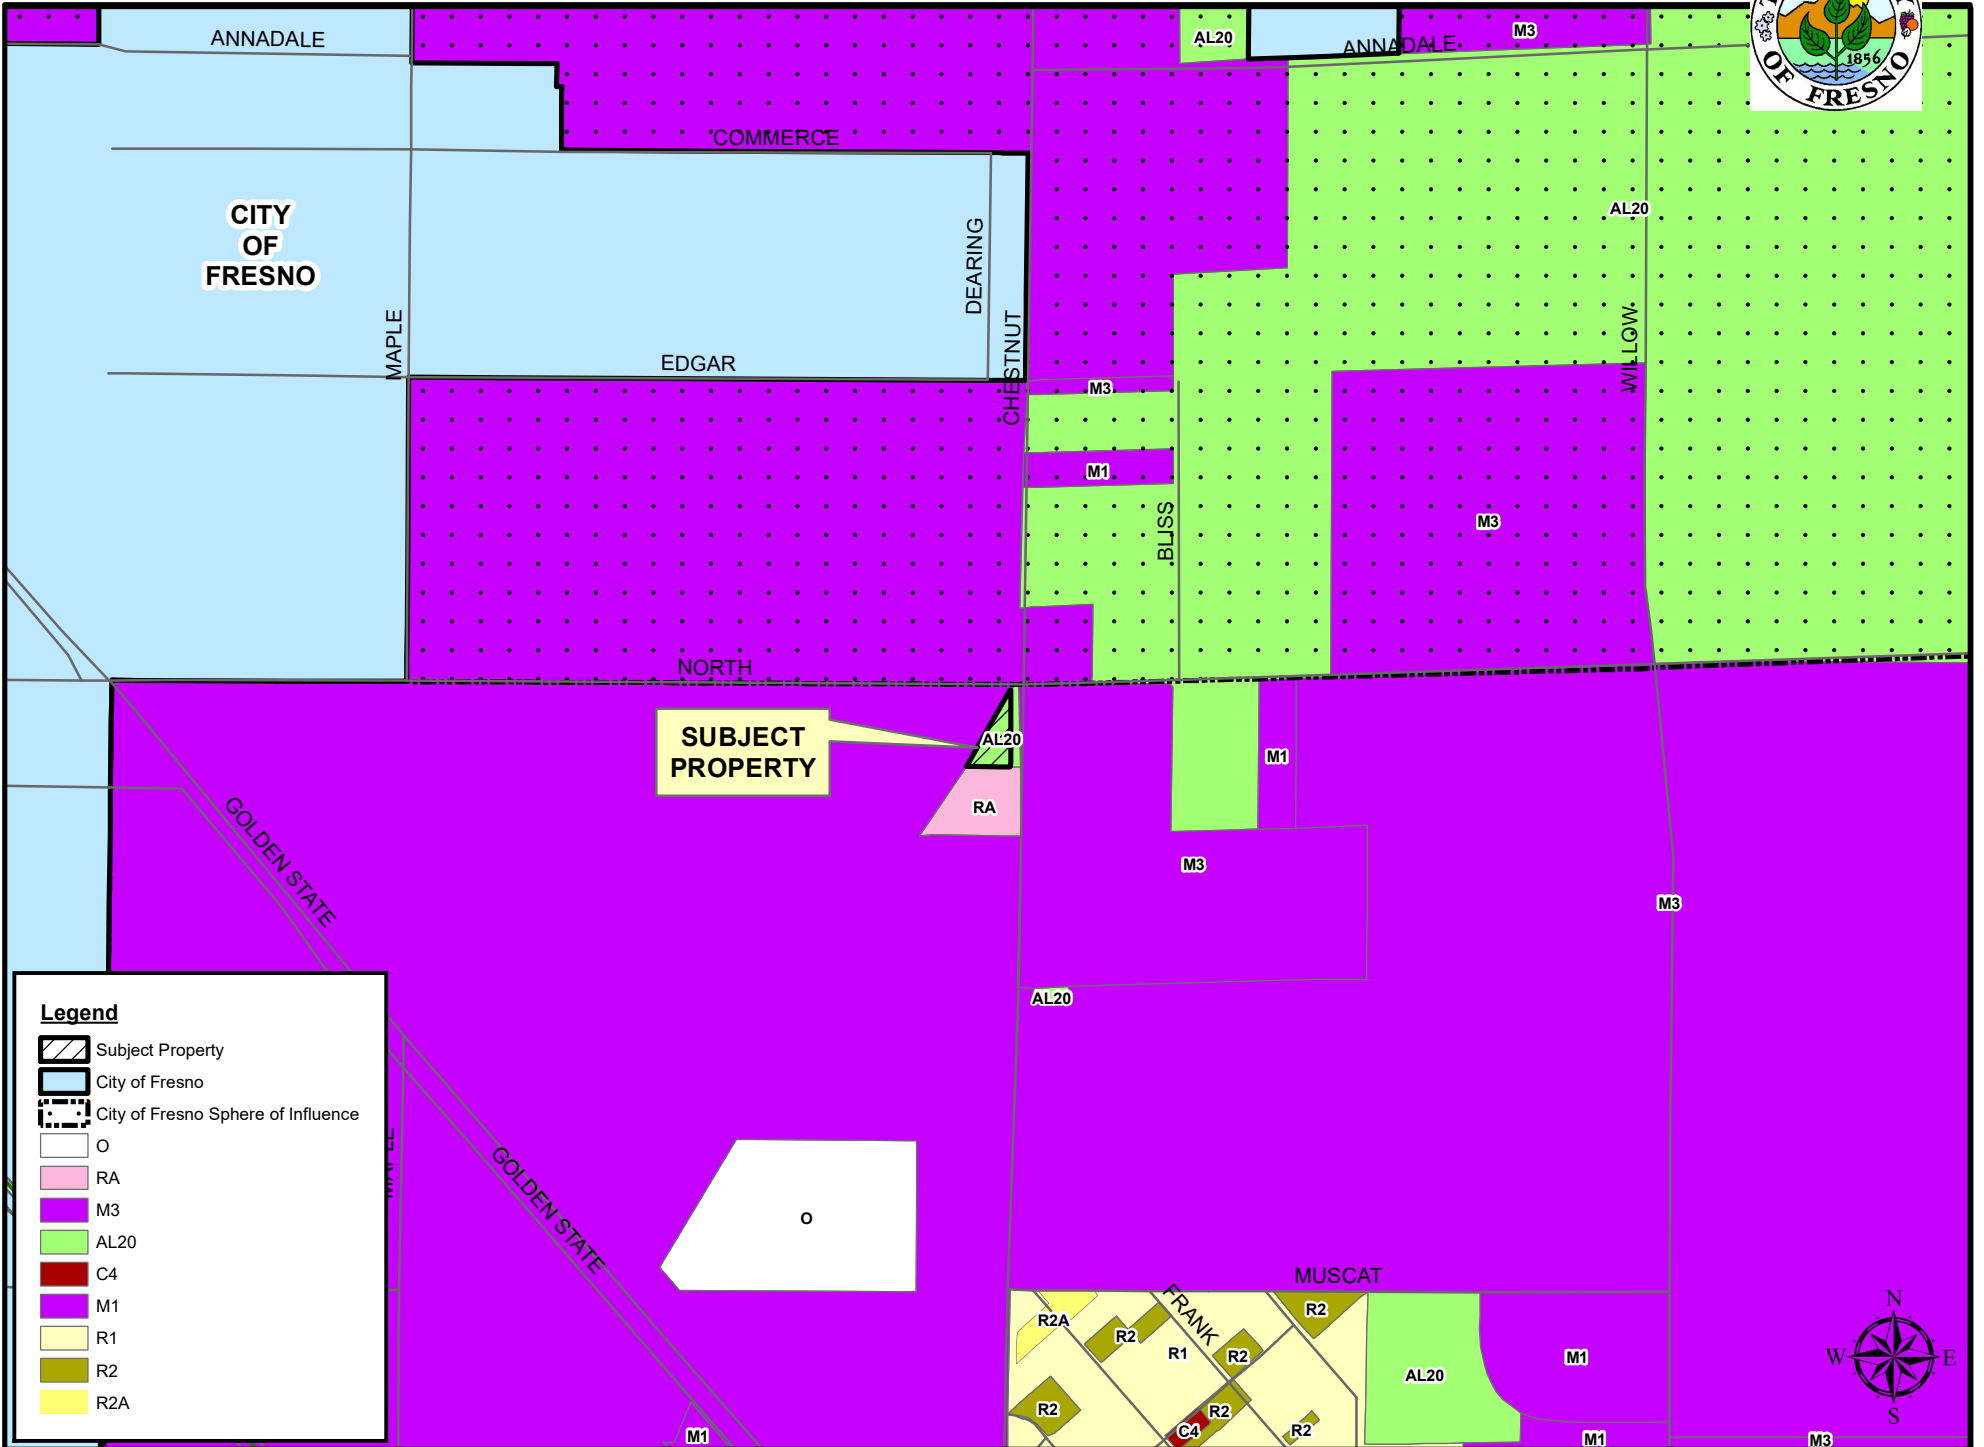 ANNADALE
AL20
ANNADALE
M3
1856
OF FRESNO
COMMERCE
CITY
OF
FRESNO
AL20
DEARING
MAPLE
CHESTNUT
WILLOW
EDGAR
M3
M1
BLISS
M3
NORTH
SUBJECT
PROPERTY
AL20
M1
RA
GOLDEN STATE
M3
M3
AL20
Legend
Subject Property
City of Fresno
City of Fresno Sphere of Influence
O
RA
M3
AL20
C4
M1
R1
R2
R2A
GOLDEN STATE
O
MUSCAT
FRANK
R2A
R2
R2
R1
R2
AL20
M1
R2
R2
C4
R2
M1
M1
M3
N
W
E
S